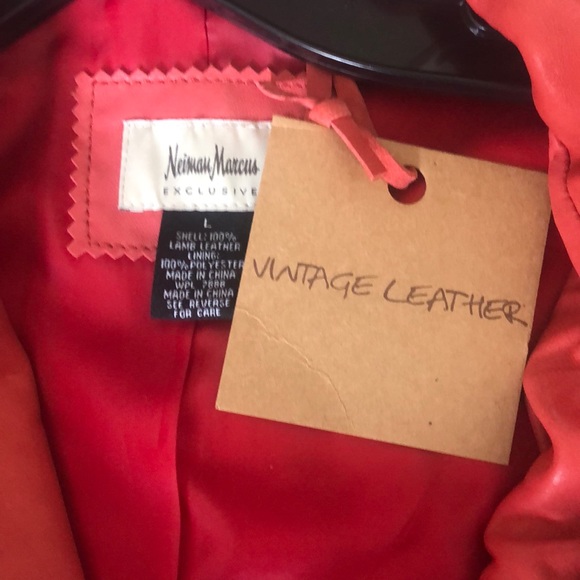 Neiman Marcus
EXCLUSIVE
L
SHELL: 100%
LAMB LEATHER
LINING:
100% POLYESTER
MADE IN CHINA
WPL 7888
MADE IN CHINA
SEE REVERSE
FOR CARE
VINTAGE LEATHER